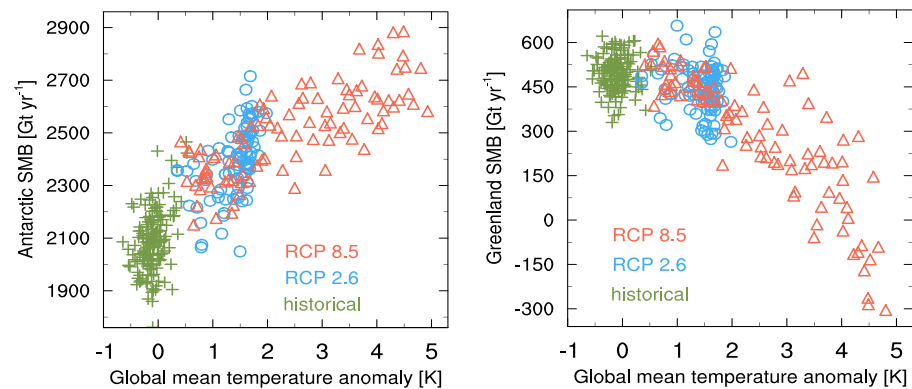 2900
2700
2500
2300
2100
1900
Antarctic SMB [Gt yr-1]
RCP 8.5
RCP 2.6
historical
-1 0 1 2 3 4 5
Global mean temperature anomaly [K]
600
450
300
150
0
-150
-300
Greenland SMB [Gt yr-1]
RCP 8.5
RCP 2.6
historical
-1 0 1 2 3 4 5
Global mean temperature anomaly [K]